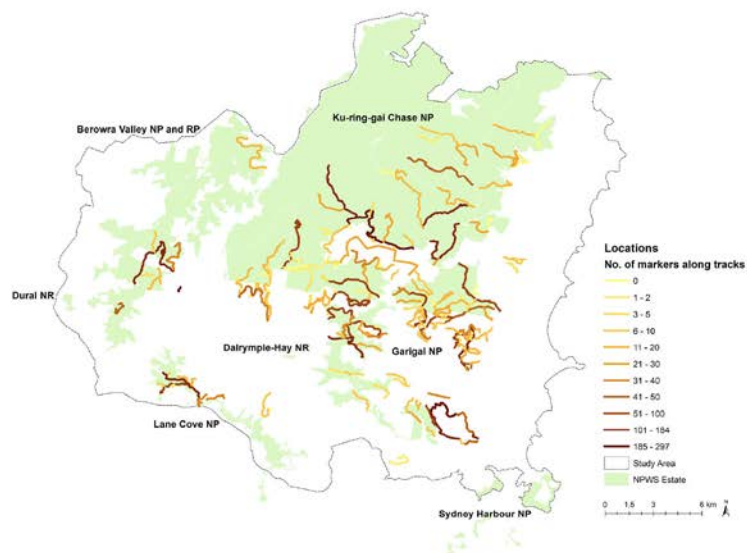 Ku-ring-gai Chase NP
Berowra Valley NP and RP
Locations
No. of markers along tracks
0
1 - 2
3 - 5
6 - 10
11 - 20
21 - 30
31 - 40
41 - 50
51 - 100
101 - 184
185 - 297
Study Area
NPWS Estate
Dural NR
Dalrymple-Hay NR
Garigal NP
Lane Cove NP
Sydney Harbour NP
0 1.5 3 6 km
N